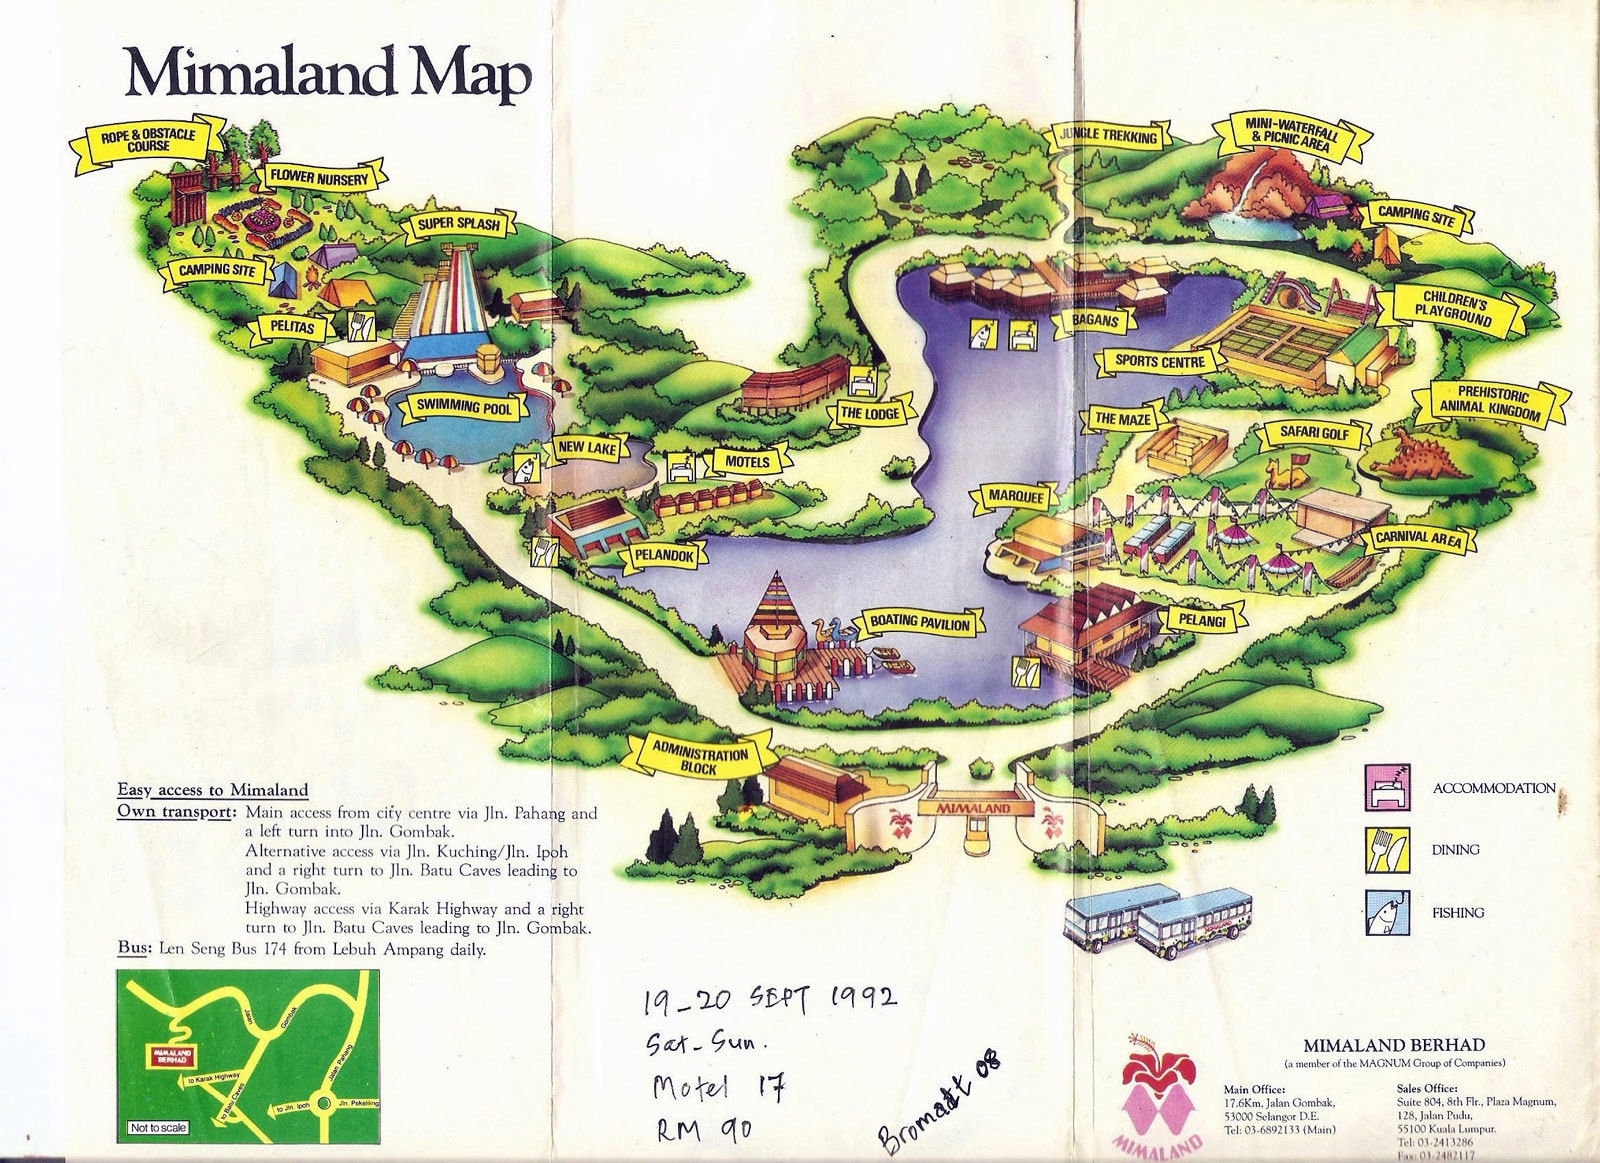 Mimaland Map
ROPE & OBSTACLE
COURSE
FLOWER NURSERY
SUPER SPLASH
CAMPING SITE
PELITAS
SWIMMING POOL
NEW LAKE
MOTELS
THE LODGE
PELANDOK
JUNGLE TREKKING
MINI-WATERFALL
& PICNIC AREA
CAMPING SITE
BAGANS
CHILDREN'S
PLAYGROUND
SPORTS CENTRE
PREHISTORIC
ANIMAL KINGDOM
THE MAZE
SAFARI GOLF
MARQUEE
CARNIVAL AREA
BOATING PAVILION
PELANGI
ADMINISTRATION
BLOCK
MIMALAND
ACCOMMODATION
DINING
FISHING
Easy access to Mimaland
Own transport: Main access from city centre via Jln. Pahang and
a left turn into Jln. Gombak.
Alternative access via Jln. Kuching/Jln. Ipoh
and a right turn to Jln. Batu Caves leading to
Jln. Gombak.
Highway access via Karak Highway and a right
turn to Jln. Batu Caves leading to Jln. Gombak.
Bus: Len Seng Bus 174 from Lebuh Ampang daily.
Jalan Gombak
MIMALAND
BERHAD
to Karak Highway
to Batu Caves
Jalan Pahang
to Jln. Ipoh
Jln. Pekeliling
Not to scale
19-20 SEPT 1992
Sat-Sun.
Motel 17
RM 90
Bromadt 08
MIMALAND
MIMALAND BERHAD
(a member of the MAGNUM Group of Companies)
Main Office:
17.6Km, Jalan Gombak,
53000 Selangor D.E.
Tel: 03-6892133 (Main)
Sales Office:
Suite 804, 8th Flr., Plaza Magnum,
128, Jalan Pudu,
55100 Kuala Lumpur.
Tel: 03-2413286
Fax: 03-2482117